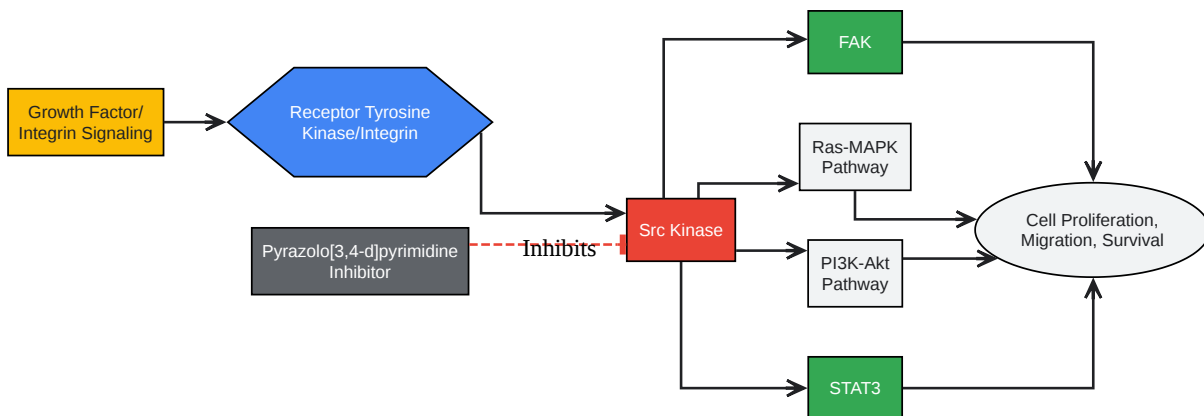 FAK
Growth Factor/
Integrin Signaling
Receptor Tyrosine
Kinase/Integrin
Ras-MAPK
Pathway
Src Kinase
Cell Proliferation,
Migration, Survival
Pyrazolo[3,4-d]pyrimidine
Inhibitor
Inhibits
PI3K-Akt
Pathway
STAT3